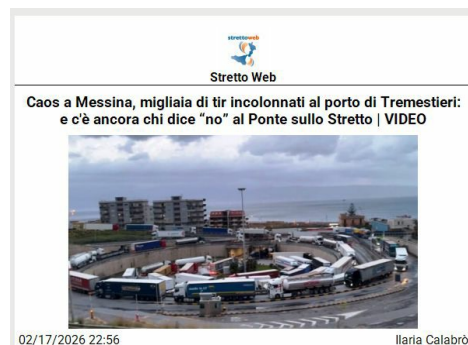 strettoweb
Stretto Web
Caos a Messina, migliaia di tir incolonnati al porto di Tremestieri:
e c'è ancora chi dice “no” al Ponte sullo Stretto | VIDEO
02/17/2026 22:56
Ilaria Calabrò